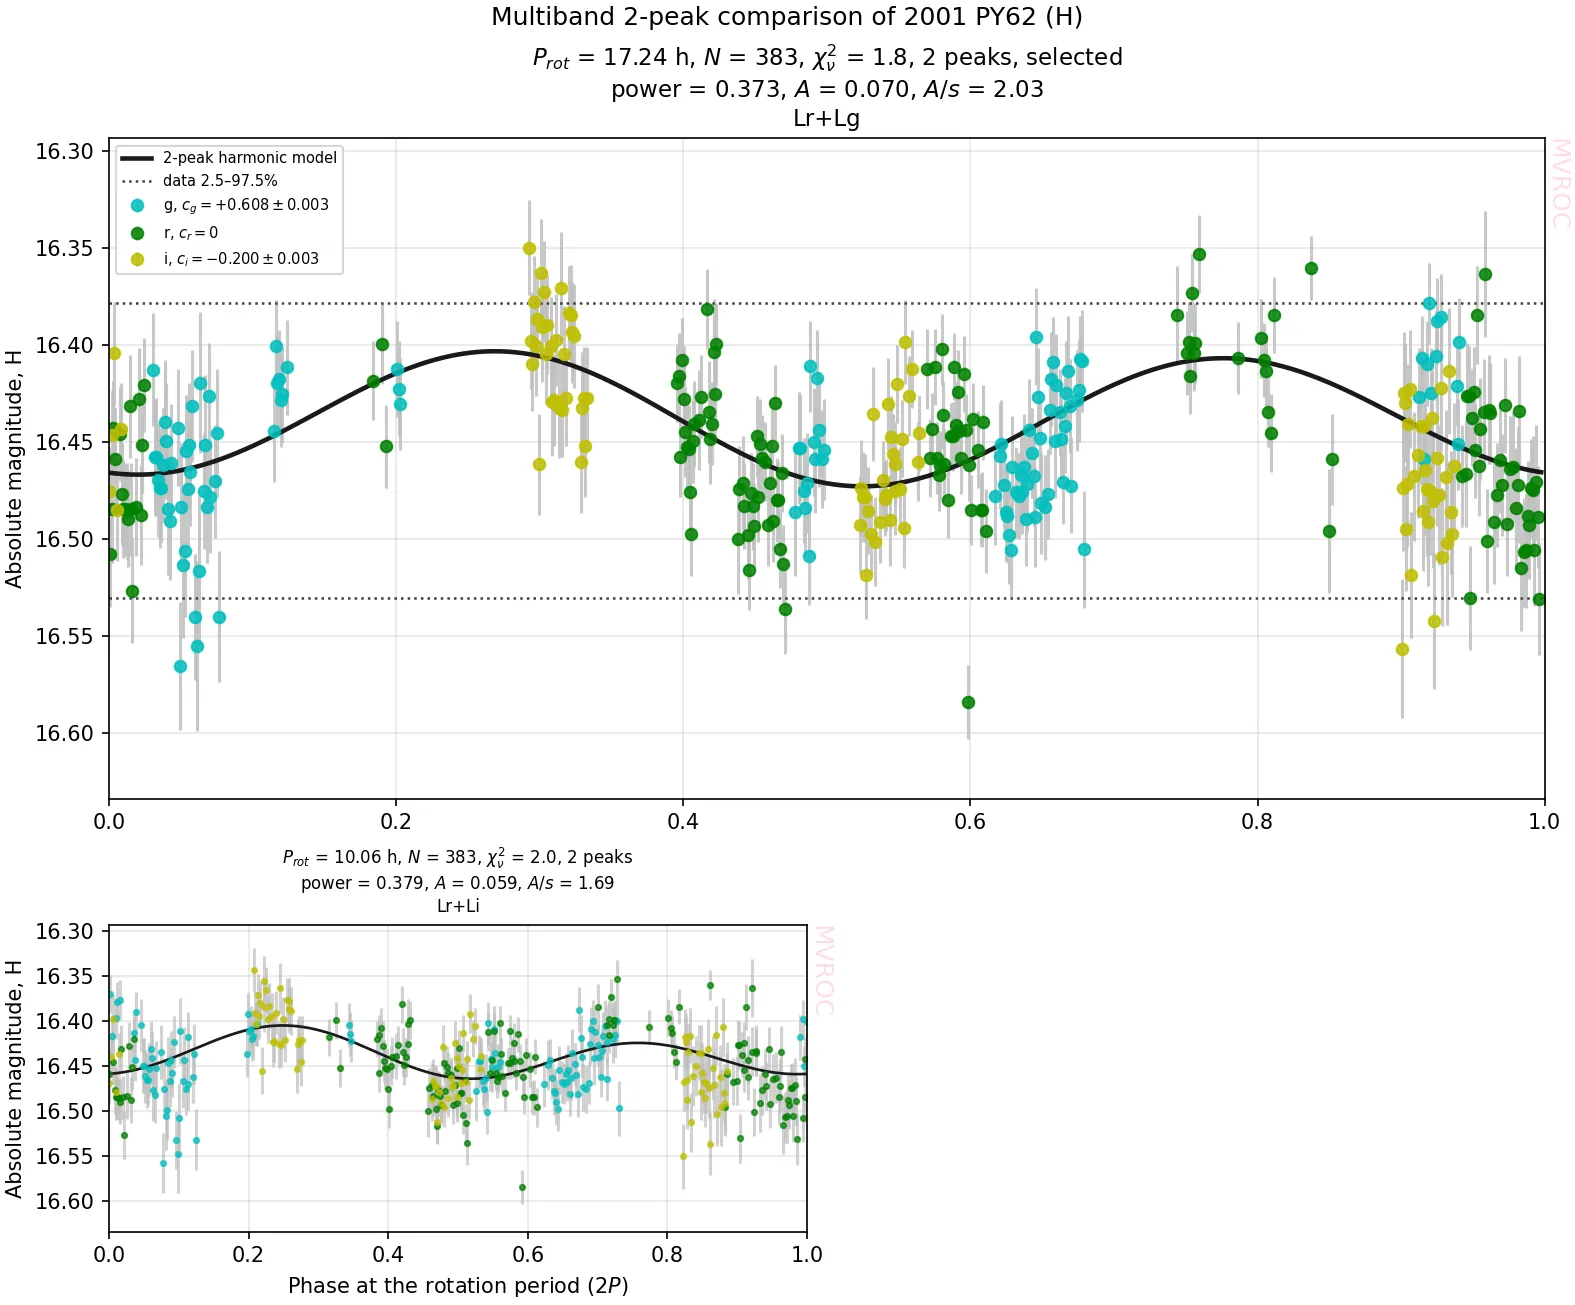 Multiband 2-peak comparison of 2001 PY62 (H)
P_rot = 17.24 h, N = 383, χ²_ν = 1.8, 2 peaks, selected
power = 0.373, A = 0.070, A/s = 2.03
Lr+Lg
2-peak harmonic model
data 2.5–97.5%
g, c_g = +0.608 ± 0.003
r, c_r = 0
i, c_i = −0.200 ± 0.003
Absolute magnitude, H
16.30
16.35
16.40
16.45
16.50
16.55
16.60
0.0 0.2 0.4 0.6 0.8 1.0
MVROC
P_rot = 10.06 h, N = 383, χ²_ν = 2.0, 2 peaks
power = 0.379, A = 0.059, A/s = 1.69
Lr+Li
Absolute magnitude, H
16.30
16.35
16.40
16.45
16.50
16.55
16.60
0.0 0.2 0.4 0.6 0.8 1.0
Phase at the rotation period (2P)
MVROC